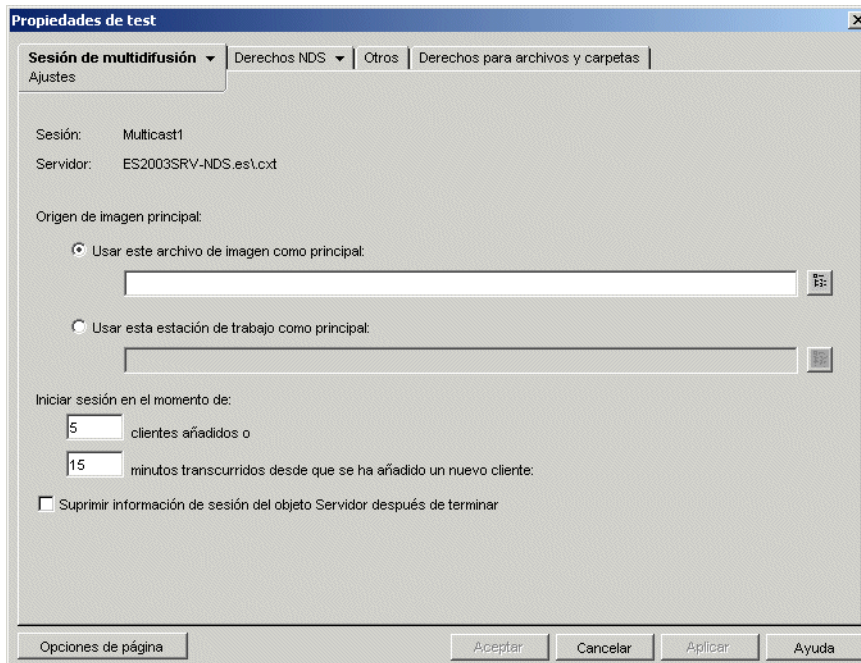 Propiedades de test
Sesión de multidifusión
Derechos NDS
Otros
Derechos para archivos y carpetas
Ajustes
Sesión: Multicast1
Servidor: ES2003SRV-NDS.es\.cxt
Origen de imagen principal:
Usar este archivo de imagen como principal:
Usar esta estación de trabajo como principal:
Iniciar sesión en el momento de:
5 clientes añadidos o
15 minutos transcurridos desde que se ha añadido un nuevo cliente:
Suprimir información de sesión del objeto Servidor después de terminar
Opciones de página
Aceptar
Cancelar
Aplicar
Ayuda